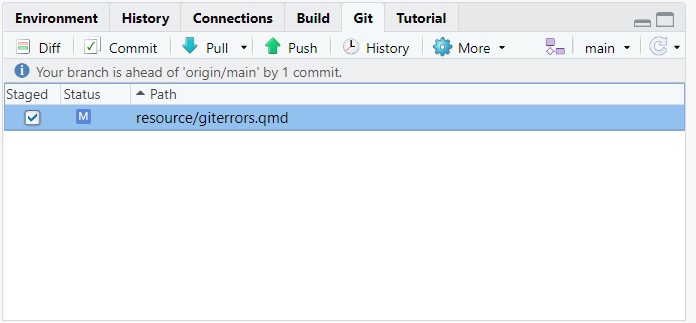 Environment History Connections Build Git Tutorial
Diff Commit Pull Push History More main
Your branch is ahead of 'origin/main' by 1 commit.
Staged Status Path
M resource/giterrors.qmd